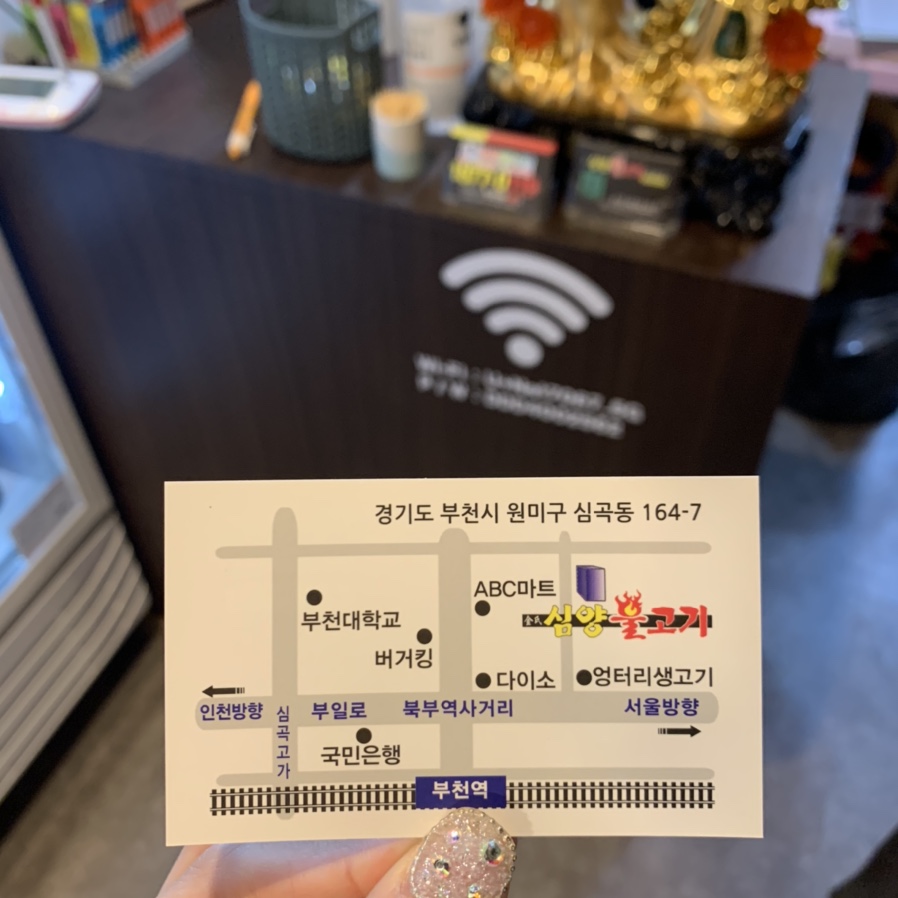 경기도 부천시 원미구 심곡동 164-7
ABC마트
부천대학교
심양불고기
버거킹
다이소
엉터리생고기
인천방향
심곡고가
부일로
북부역사거리
서울방향
국민은행
부천역